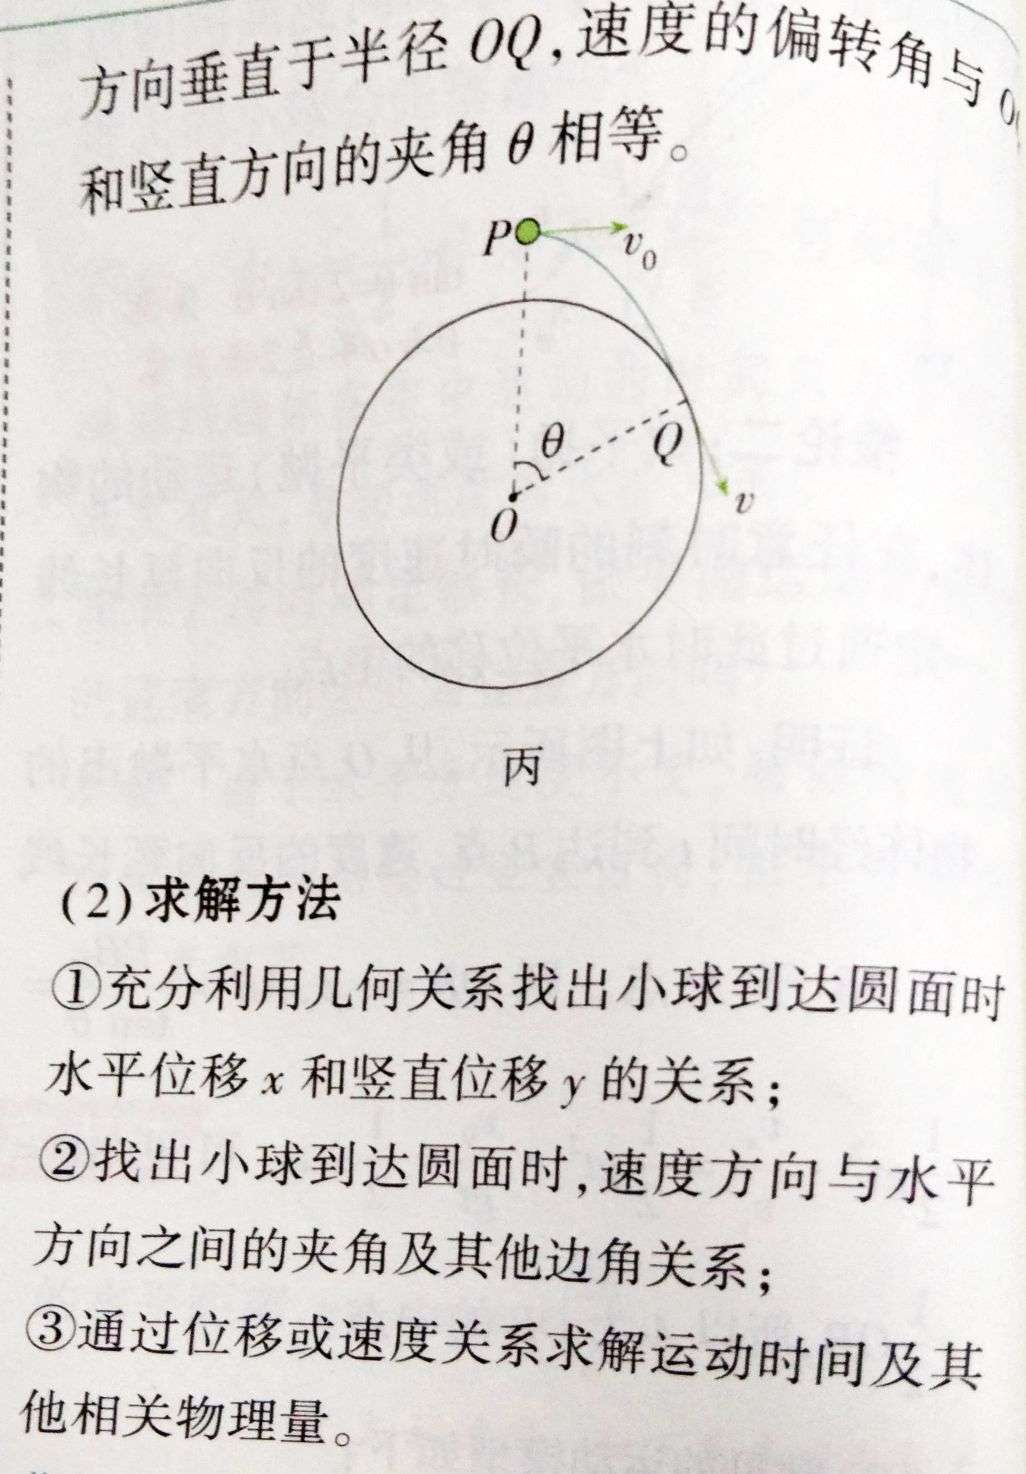 方向垂直于半径 OQ,速度的偏转角与
和竖直方向的夹角 θ 相等。
P
v₀
θ
Q
O
v
丙
(2)求解方法
①充分利用几何关系找出小球到达圆面时
水平位移 x 和竖直位移 y 的关系；
②找出小球到达圆面时,速度方向与水平
方向之间的夹角及其他边角关系；
③通过位移或速度关系求解运动时间及其
他相关物理量。